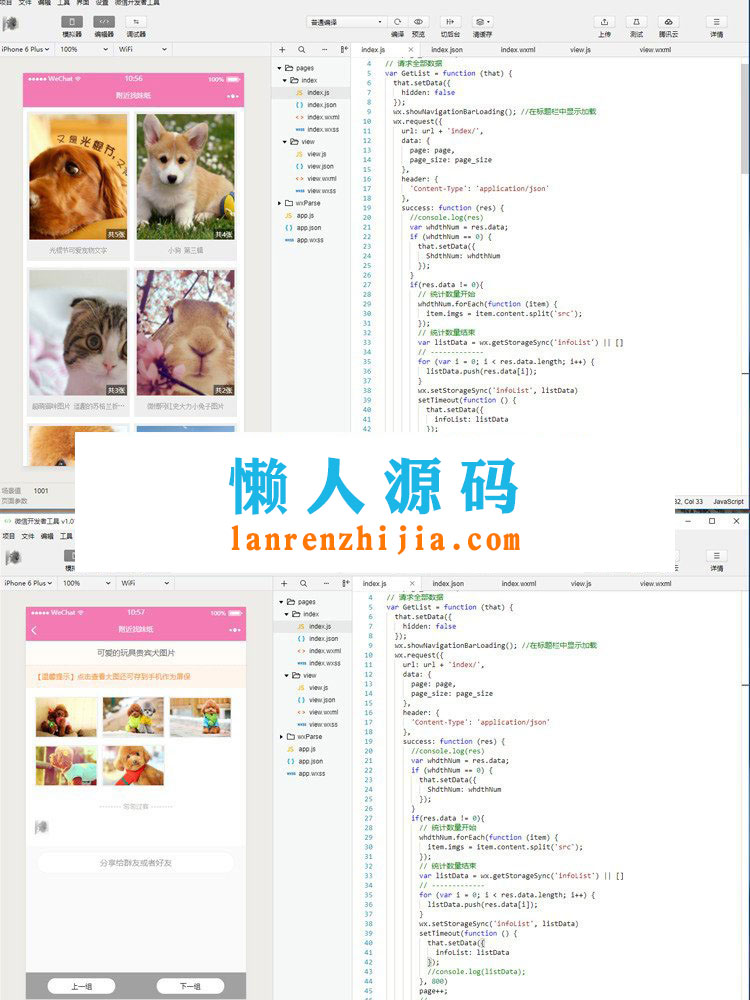 项目 文件 编辑 工具 界面 设置 微信开发者工具
模拟器 编辑器 调试器
普通编译
编译 预览 切后台 清缓存
上传 测试 腾讯云 详情
iPhone 6 Plus 100% WiFi
index.js index.json index.wxml view.js view.wxml
WeChat 10:56 100%
附近找妹纸
又是光棍节,
共5张
共4张
光棍节可爱宠物文字
小狗 第三辑
共3张
共2张
微博网红史大力小兔子图片
场景值 1001
页面参数
pages
index
index.js
index.json
index.wxml
index.wxss
view
view.js
view.json
view.wxml
view.wxss
wxParse
app.js
app.json
app.wxss
4 // 请求全部数据
5 var GetList = function (that) {
6 that.setData({
7 hidden: false
8 });
9 wx.showNavigationBarLoading(); //在标题栏中显示加载
10 wx.request({
11 url: url + 'index/',
12 data: {
13 page: page,
14 page_size: page_size
15 },
16 header: {
17 'Content-Type': 'application/json'
18 },
19 success: function (res) {
20 //console.log(res)
21 var whdthNum = res.data;
22 if (whdthNum == 0) {
23 that.setData({
24 ShdthNum: whdthNum
25 });
26 }
27 if(res.data != 0){
28 // 统计数量开始
29 whdthNum.forEach(function (item) {
30 item.imgs = item.content.split('src');
31 });
32 // 统计数量结束
33 var listData = wx.getStorageSync('infoList') || []
34 // -------------
35 for (var i = 0; i < res.data.length; i++) {
36 listData.push(res.data[i]);
37 }
38 wx.setStorageSync('infoList', listData)
39 setTimeout(function () {
40 that.setData({
41 infoList: listData
42 });
32, Col 33 JavaScript
懒人源码
lanrenzhijia.com
微信开发者工具 v1.0
项目 文件 编辑 工具
详情
iPhone 6 Plus 100% WiFi
index.js index.json index.wxml view.js view.wxml
WeChat 10:57 100%
附近找妹纸
可爱的玩具贵宾犬图片
【温馨提示】点击查看大图还可存到手机作为屏保
分享给群友或者好友
上一组 下一组
pages
index
index.js
index.json
index.wxml
index.wxss
view
view.js
view.json
view.wxml
view.wxss
wxParse
app.js
app.json
app.wxss
4 // 请求全部数据
5 var GetList = function (that) {
6 that.setData({
7 hidden: false
8 });
9 wx.showNavigationBarLoading(); //在标题栏中显示加载
10 wx.request({
11 url: url + 'index/',
12 data: {
13 page: page,
14 page_size: page_size
15 },
16 header: {
17 'Content-Type': 'application/json'
18 },
19 success: function (res) {
20 //console.log(res)
21 var whdthNum = res.data;
22 if (whdthNum == 0) {
23 that.setData({
24 ShdthNum: whdthNum
25 });
26 }
27 if(res.data != 0){
28 // 统计数量开始
29 whdthNum.forEach(function (item) {
30 item.imgs = item.content.split('src');
31 });
32 // 统计数量结束
33 var listData = wx.getStorageSync('infoList') || []
34 // -------------
35 for (var i = 0; i < res.data.length; i++) {
36 listData.push(res.data[i]);
37 }
38 wx.setStorageSync('infoList', listData)
39 setTimeout(function () {
40 that.setData({
41 infoList: listData
42 });
43 //console.log(listData);
44 }, 800)
45 page++;